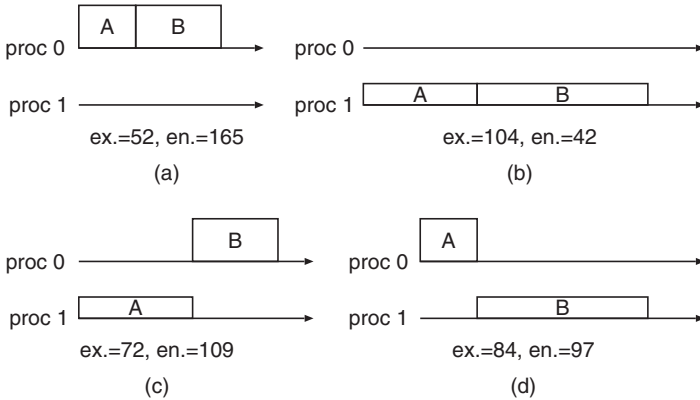 A B
proc 0
proc 1
ex.=52, en.=165
(a)
proc 0
proc 1 A B
ex.=104, en.=42
(b)
B
proc 0
proc 1 A
ex.=72, en.=109
(c)
A
proc 0
proc 1 B
ex.=84, en.=97
(d)